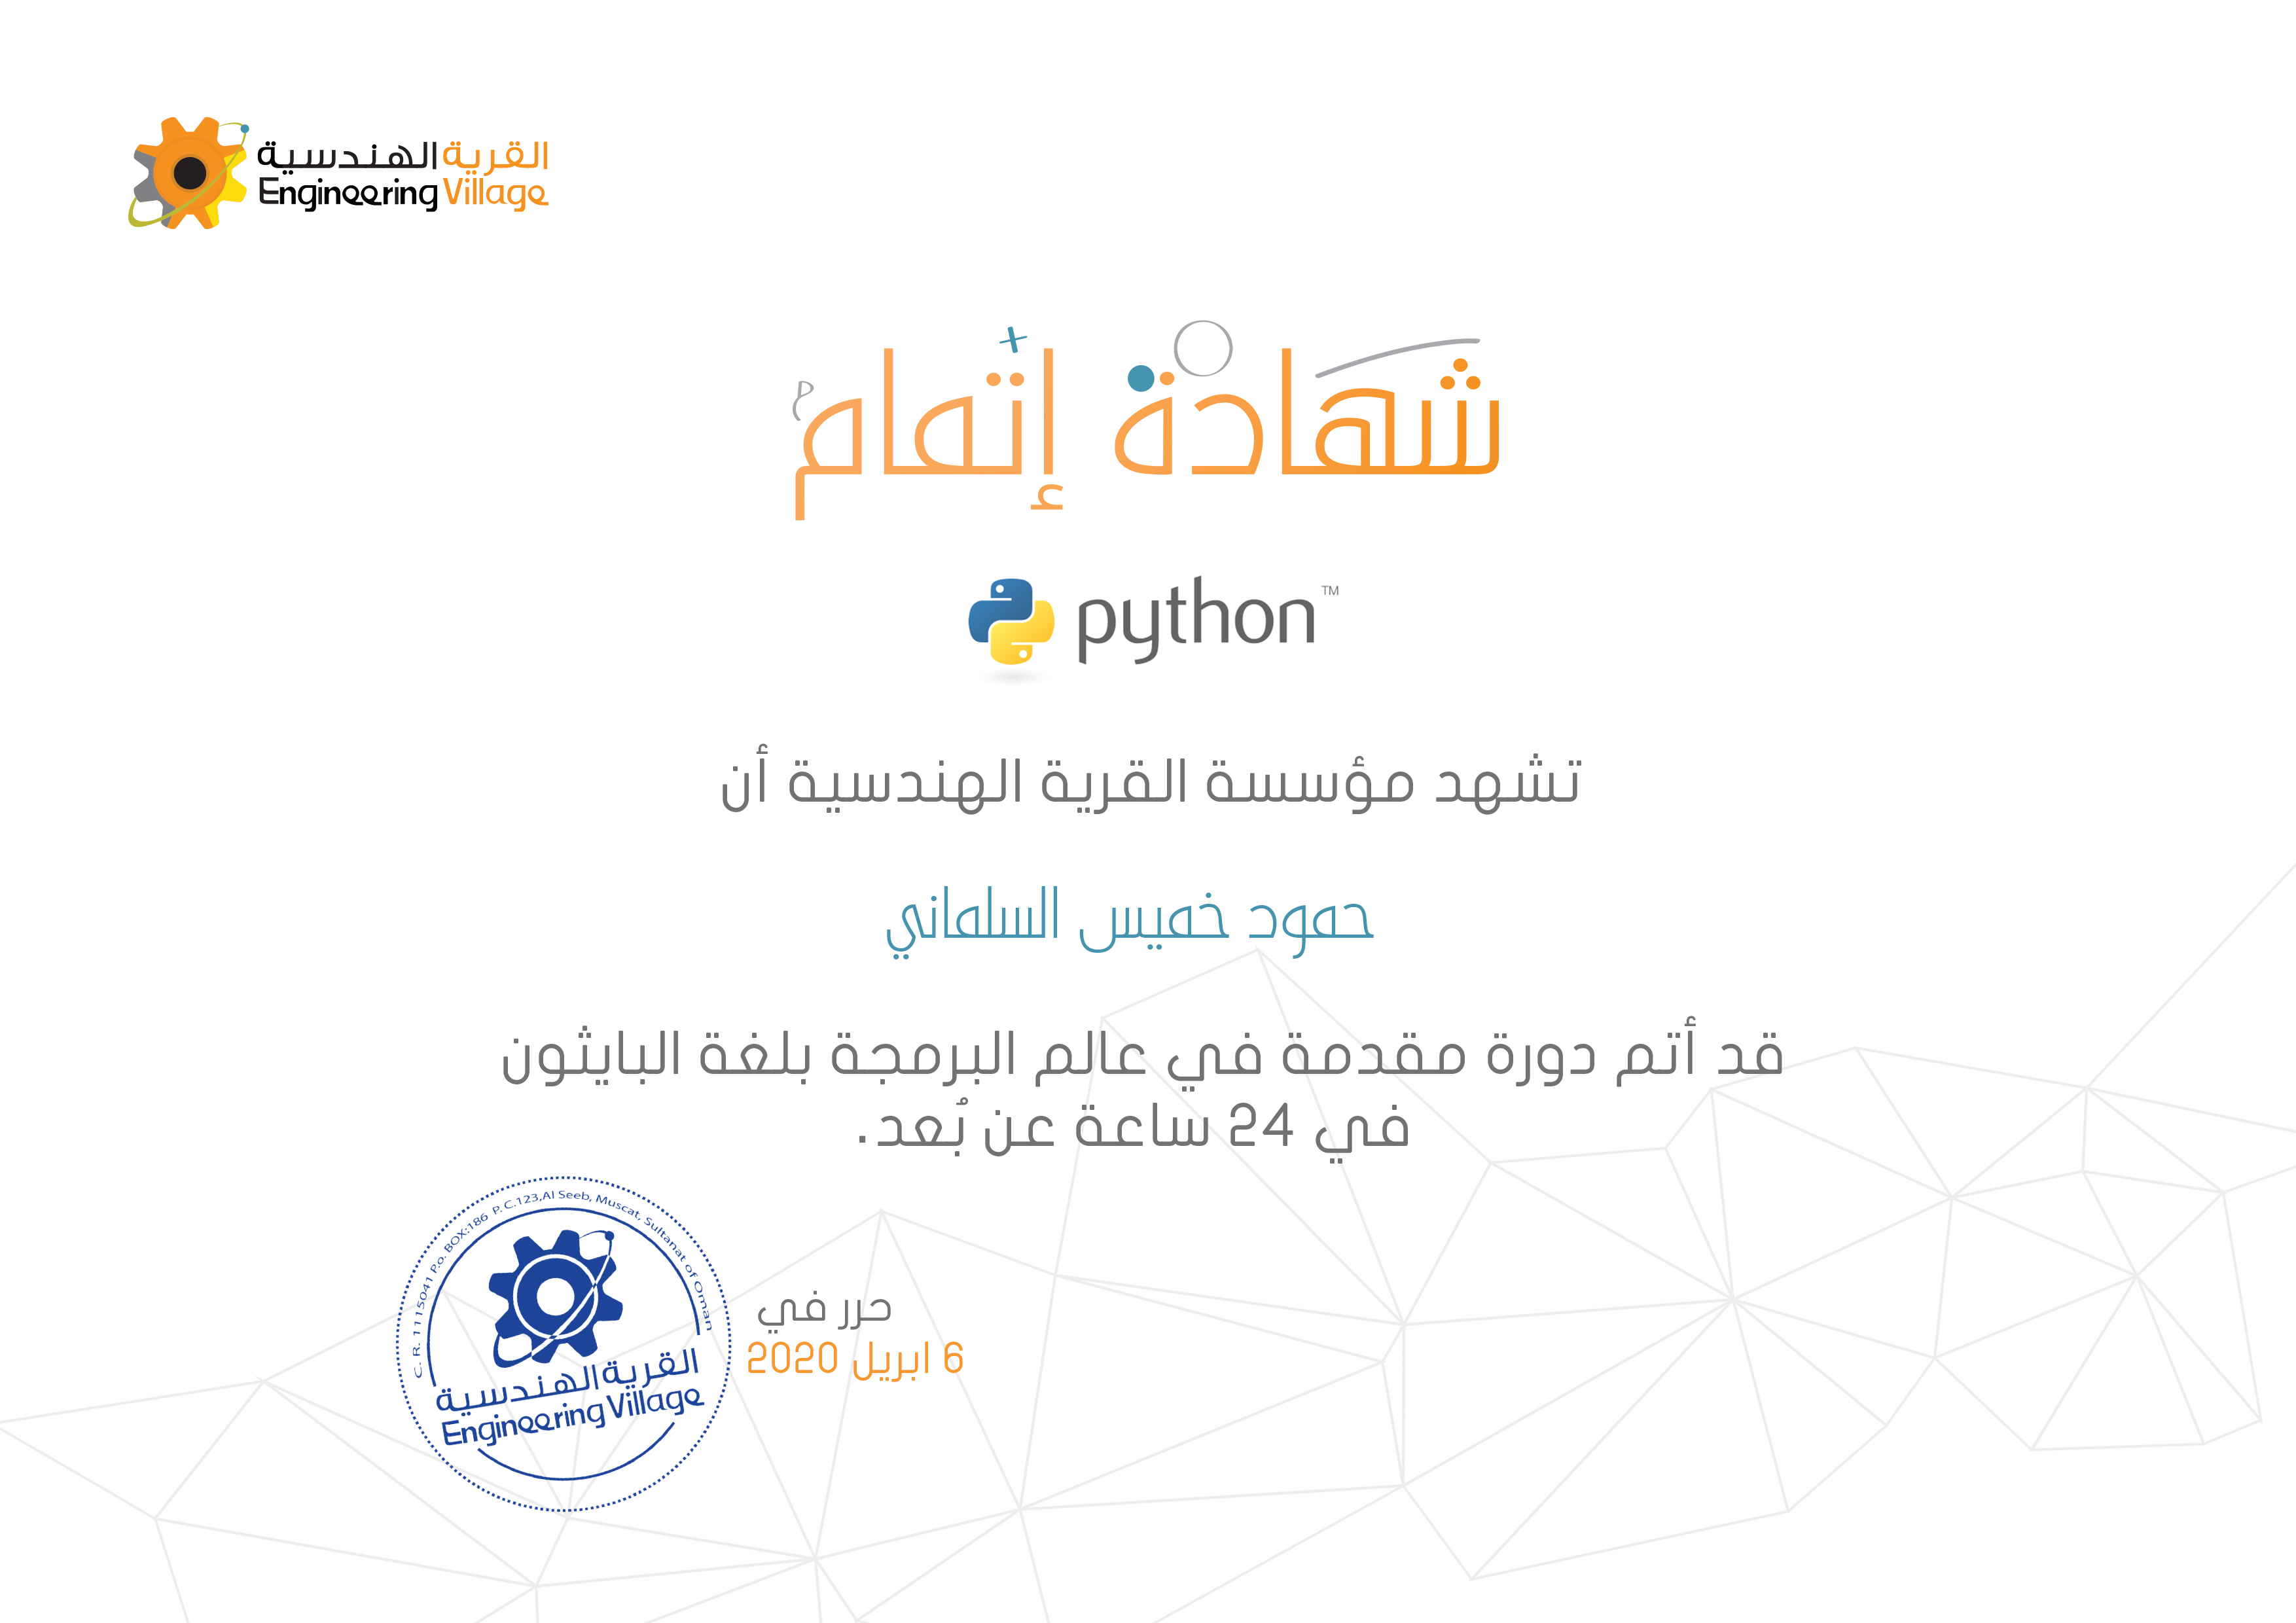 القرية الهندسية
Engineering Village
شهادة إتمام
python™
تشهد مؤسسة القرية الهندسية أن
حمود خميس السلماني
قد أتم دورة مقدمة في عالم البرمجة بلغة البايثون
في 24 ساعة عن بُعد.
حرر في
6 ابريل 2020
C. R. 1115041 P.o. BOX:186 P. C.123,Al Seeb, Muscat, Sultanat of Oman
القرية الهندسية
Engineering Village